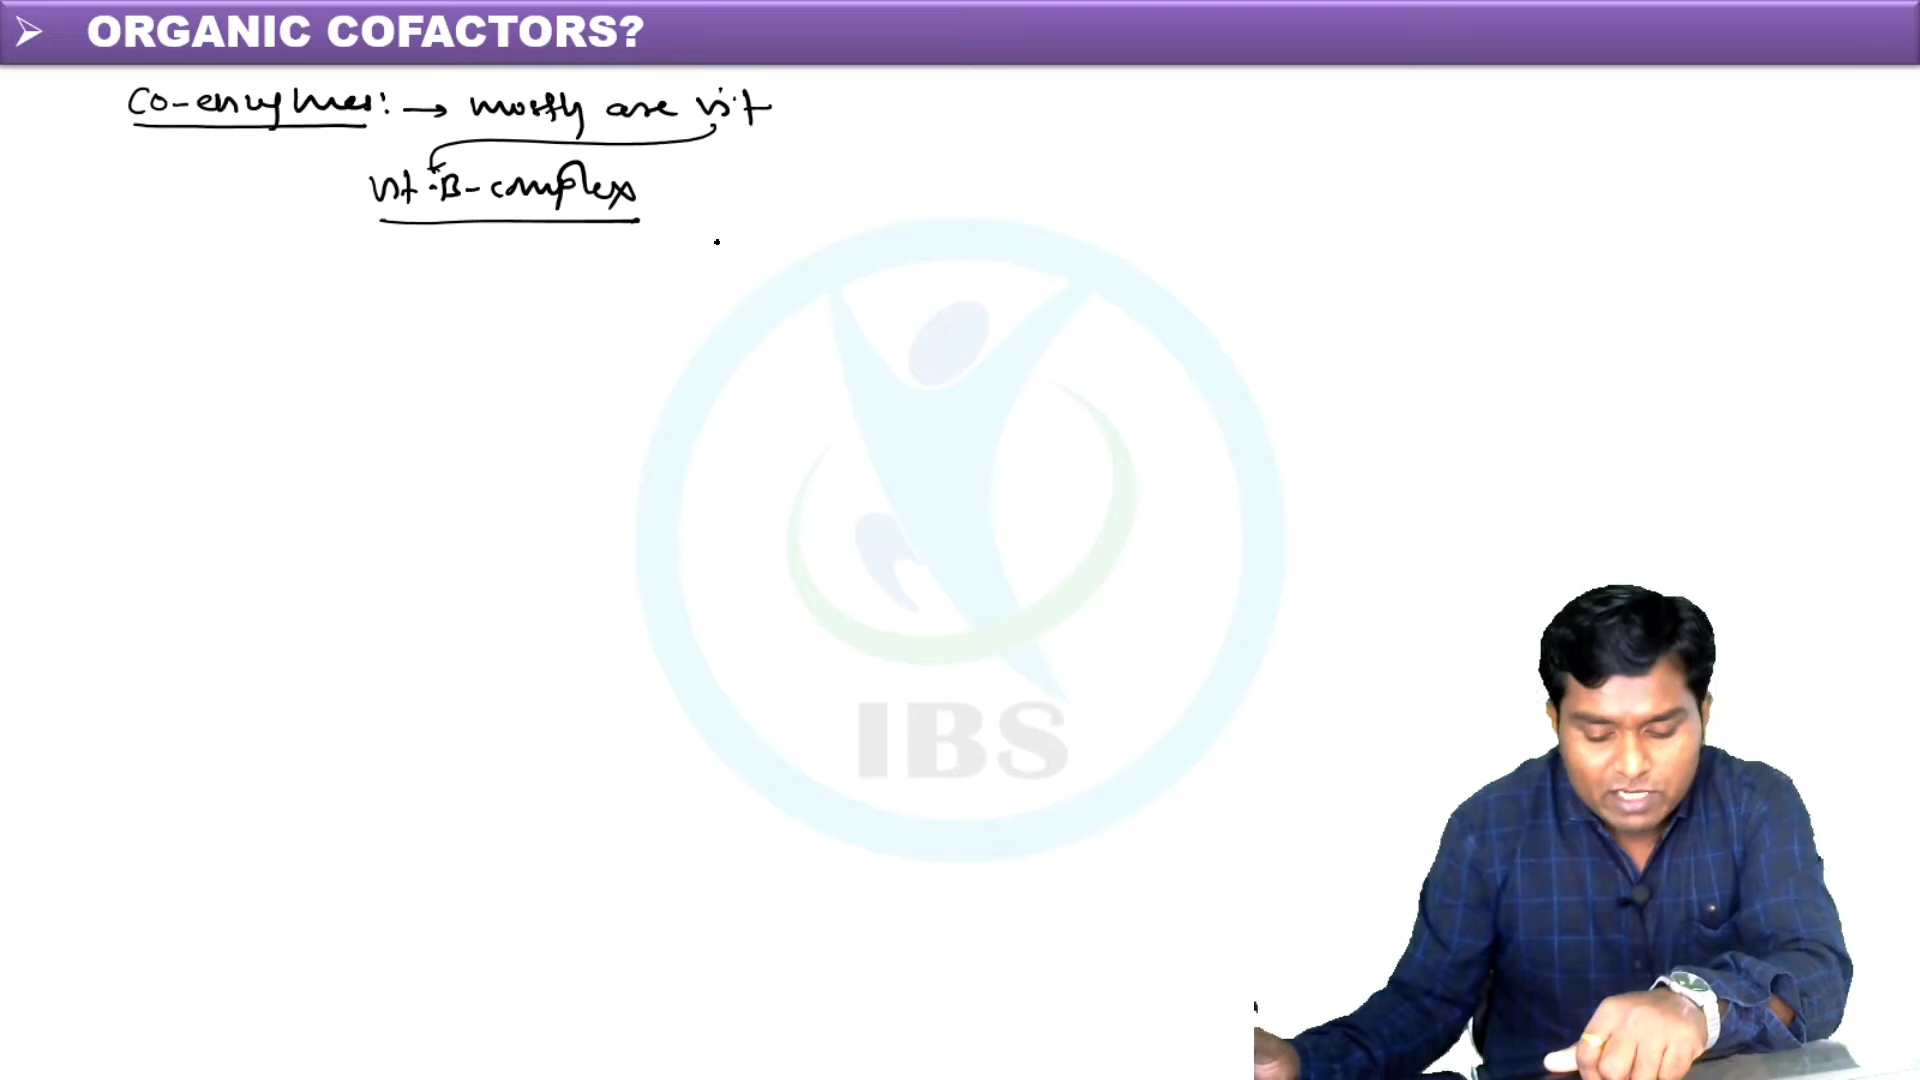 ORGANIC COFACTORS?
Co-enzymes: → mostly are vit
vit. B-complex
IBS